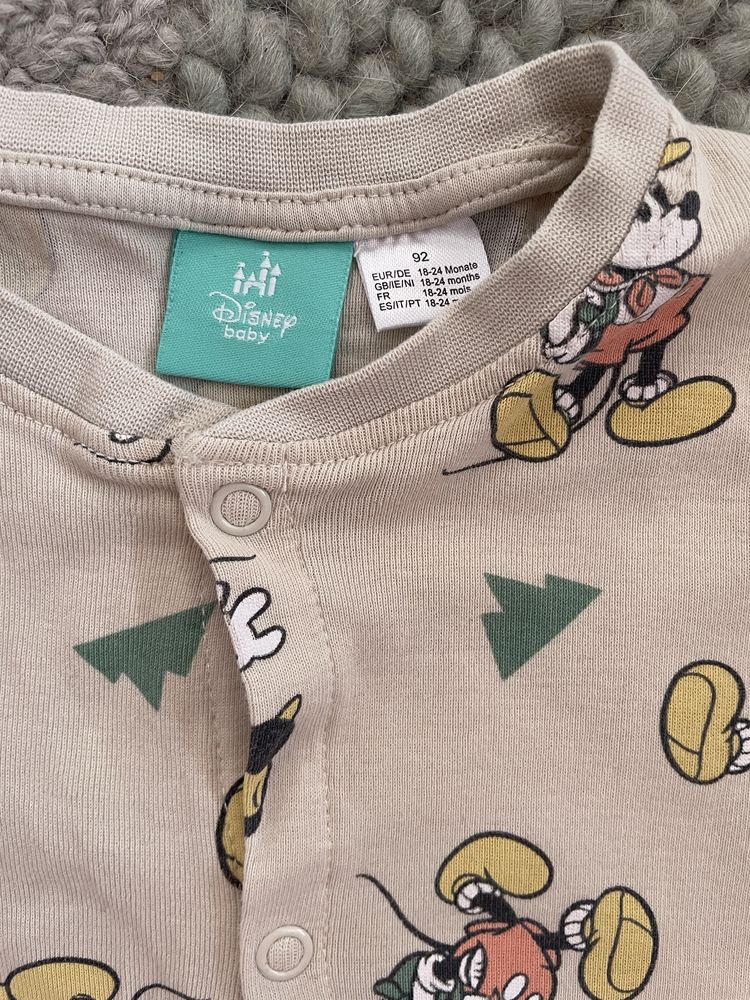 Disney
baby
92
EUR/DE 18-24 Monate
GB/IE/NI 18-24 months
FR 18-24 mois
ES/IT/PT 18-24